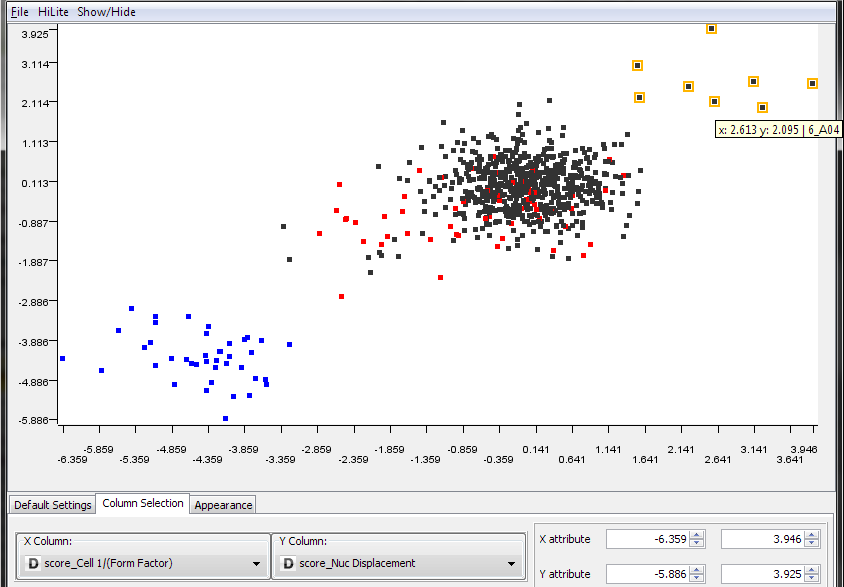 File HiLite Show/Hide
3.925
3.114
2.114
1.113
0.113
-0.887
-1.887
-2.886
-3.886
-4.886
-5.886
x: 2.613 y: 2.095 | 6_A04
-5.859 -4.859 -3.859 -2.859 -1.859 -0.859 0.141 1.141 2.141 3.141 3.946
-6.359 -5.359 -4.359 -3.359 -2.359 -1.359 -0.359 0.641 1.641 2.641 3.641
Default Settings Column Selection Appearance
X Column: Y Column:
D score_Cell 1/(Form Factor) D score_Nuc Displacement
X attribute -6.359 3.946
Y attribute -5.886 3.925